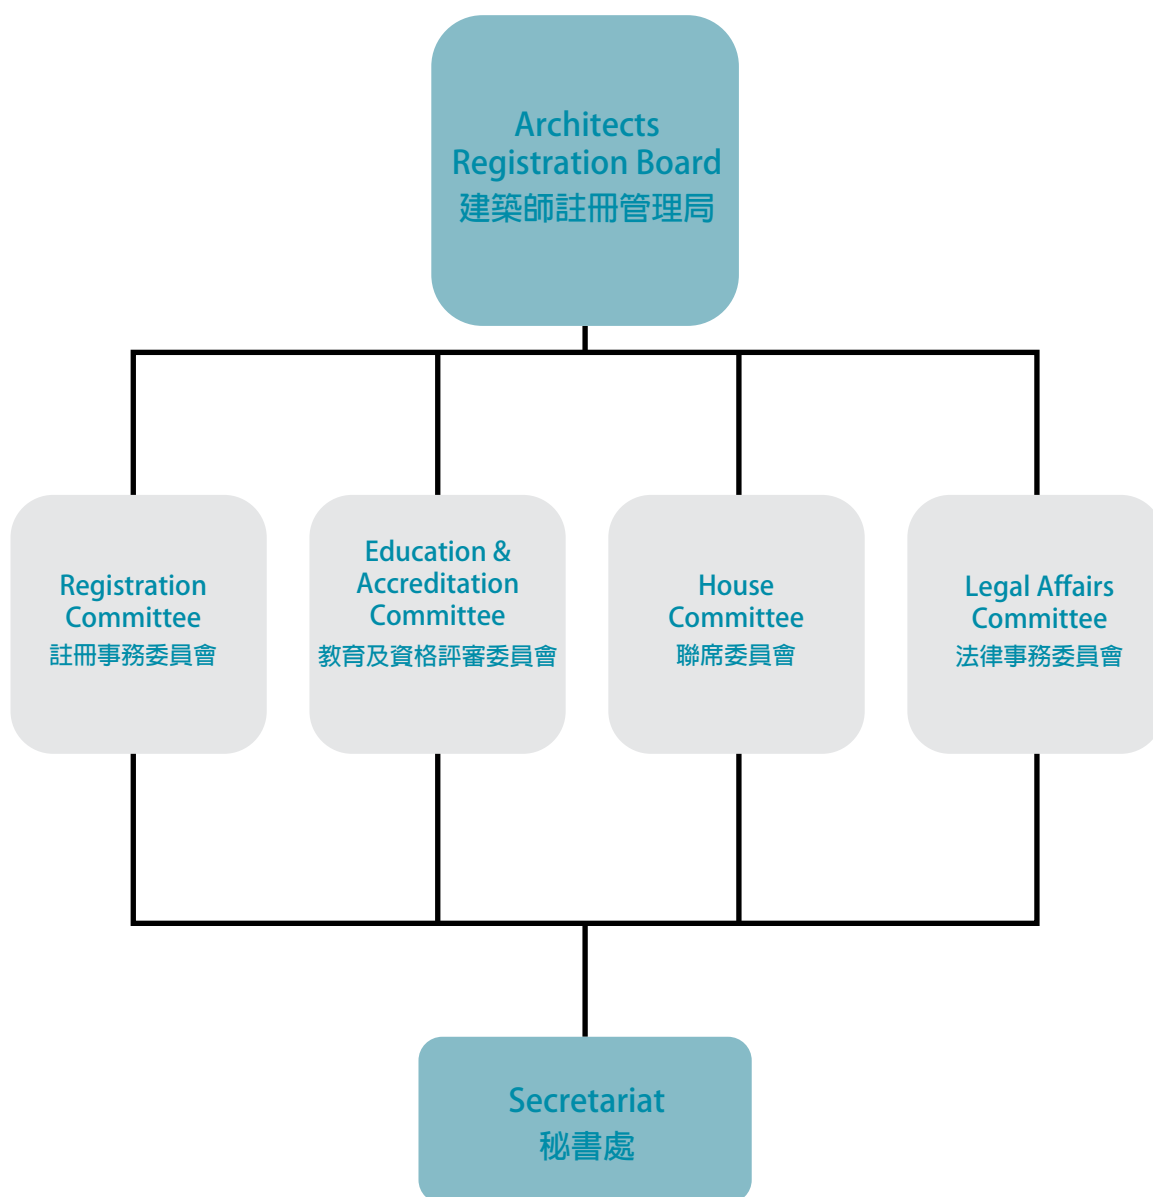 Architects
Registration Board
建築師註冊管理局
Registration
Committee
註冊事務委員會
Education &
Accreditation
Committee
教育及資格評審委員會
House
Committee
聯席委員會
Legal Affairs
Committee
法律事務委員會
Secretariat
秘書處